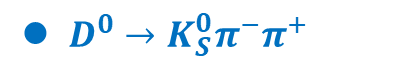 ● D⁰ → K⁰_S π⁻ π⁺